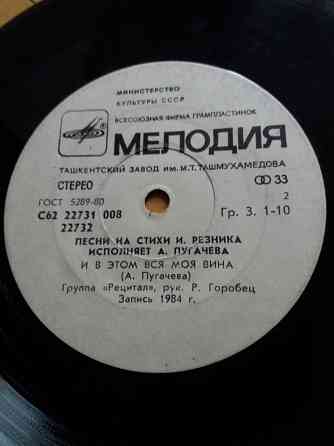 МИНИСТЕРСТВО
КУЛЬТУРЫ СССР
ВСЕСОЮЗНАЯ ФИРМА ГРАМПЛАСТИНОК
МЕЛОДИЯ
ТАШКЕНТСКИЙ ЗАВОД им. М.Т. ТАШМУХАМЕДОВА
СТЕРЕО 33
ГОСТ 5289-80 2
С62 22731 008 Гр. 3. 1-10
22732
ПЕСНИ НА СТИХИ И. РЕЗНИКА
ИСПОЛНЯЕТ А. ПУГАЧЕВА
И В ЭТОМ ВСЯ МОЯ ВИНА
(А. Пугачева)
Группа «Рецитал», рук. Р. Горобец
Запись 1984 г.